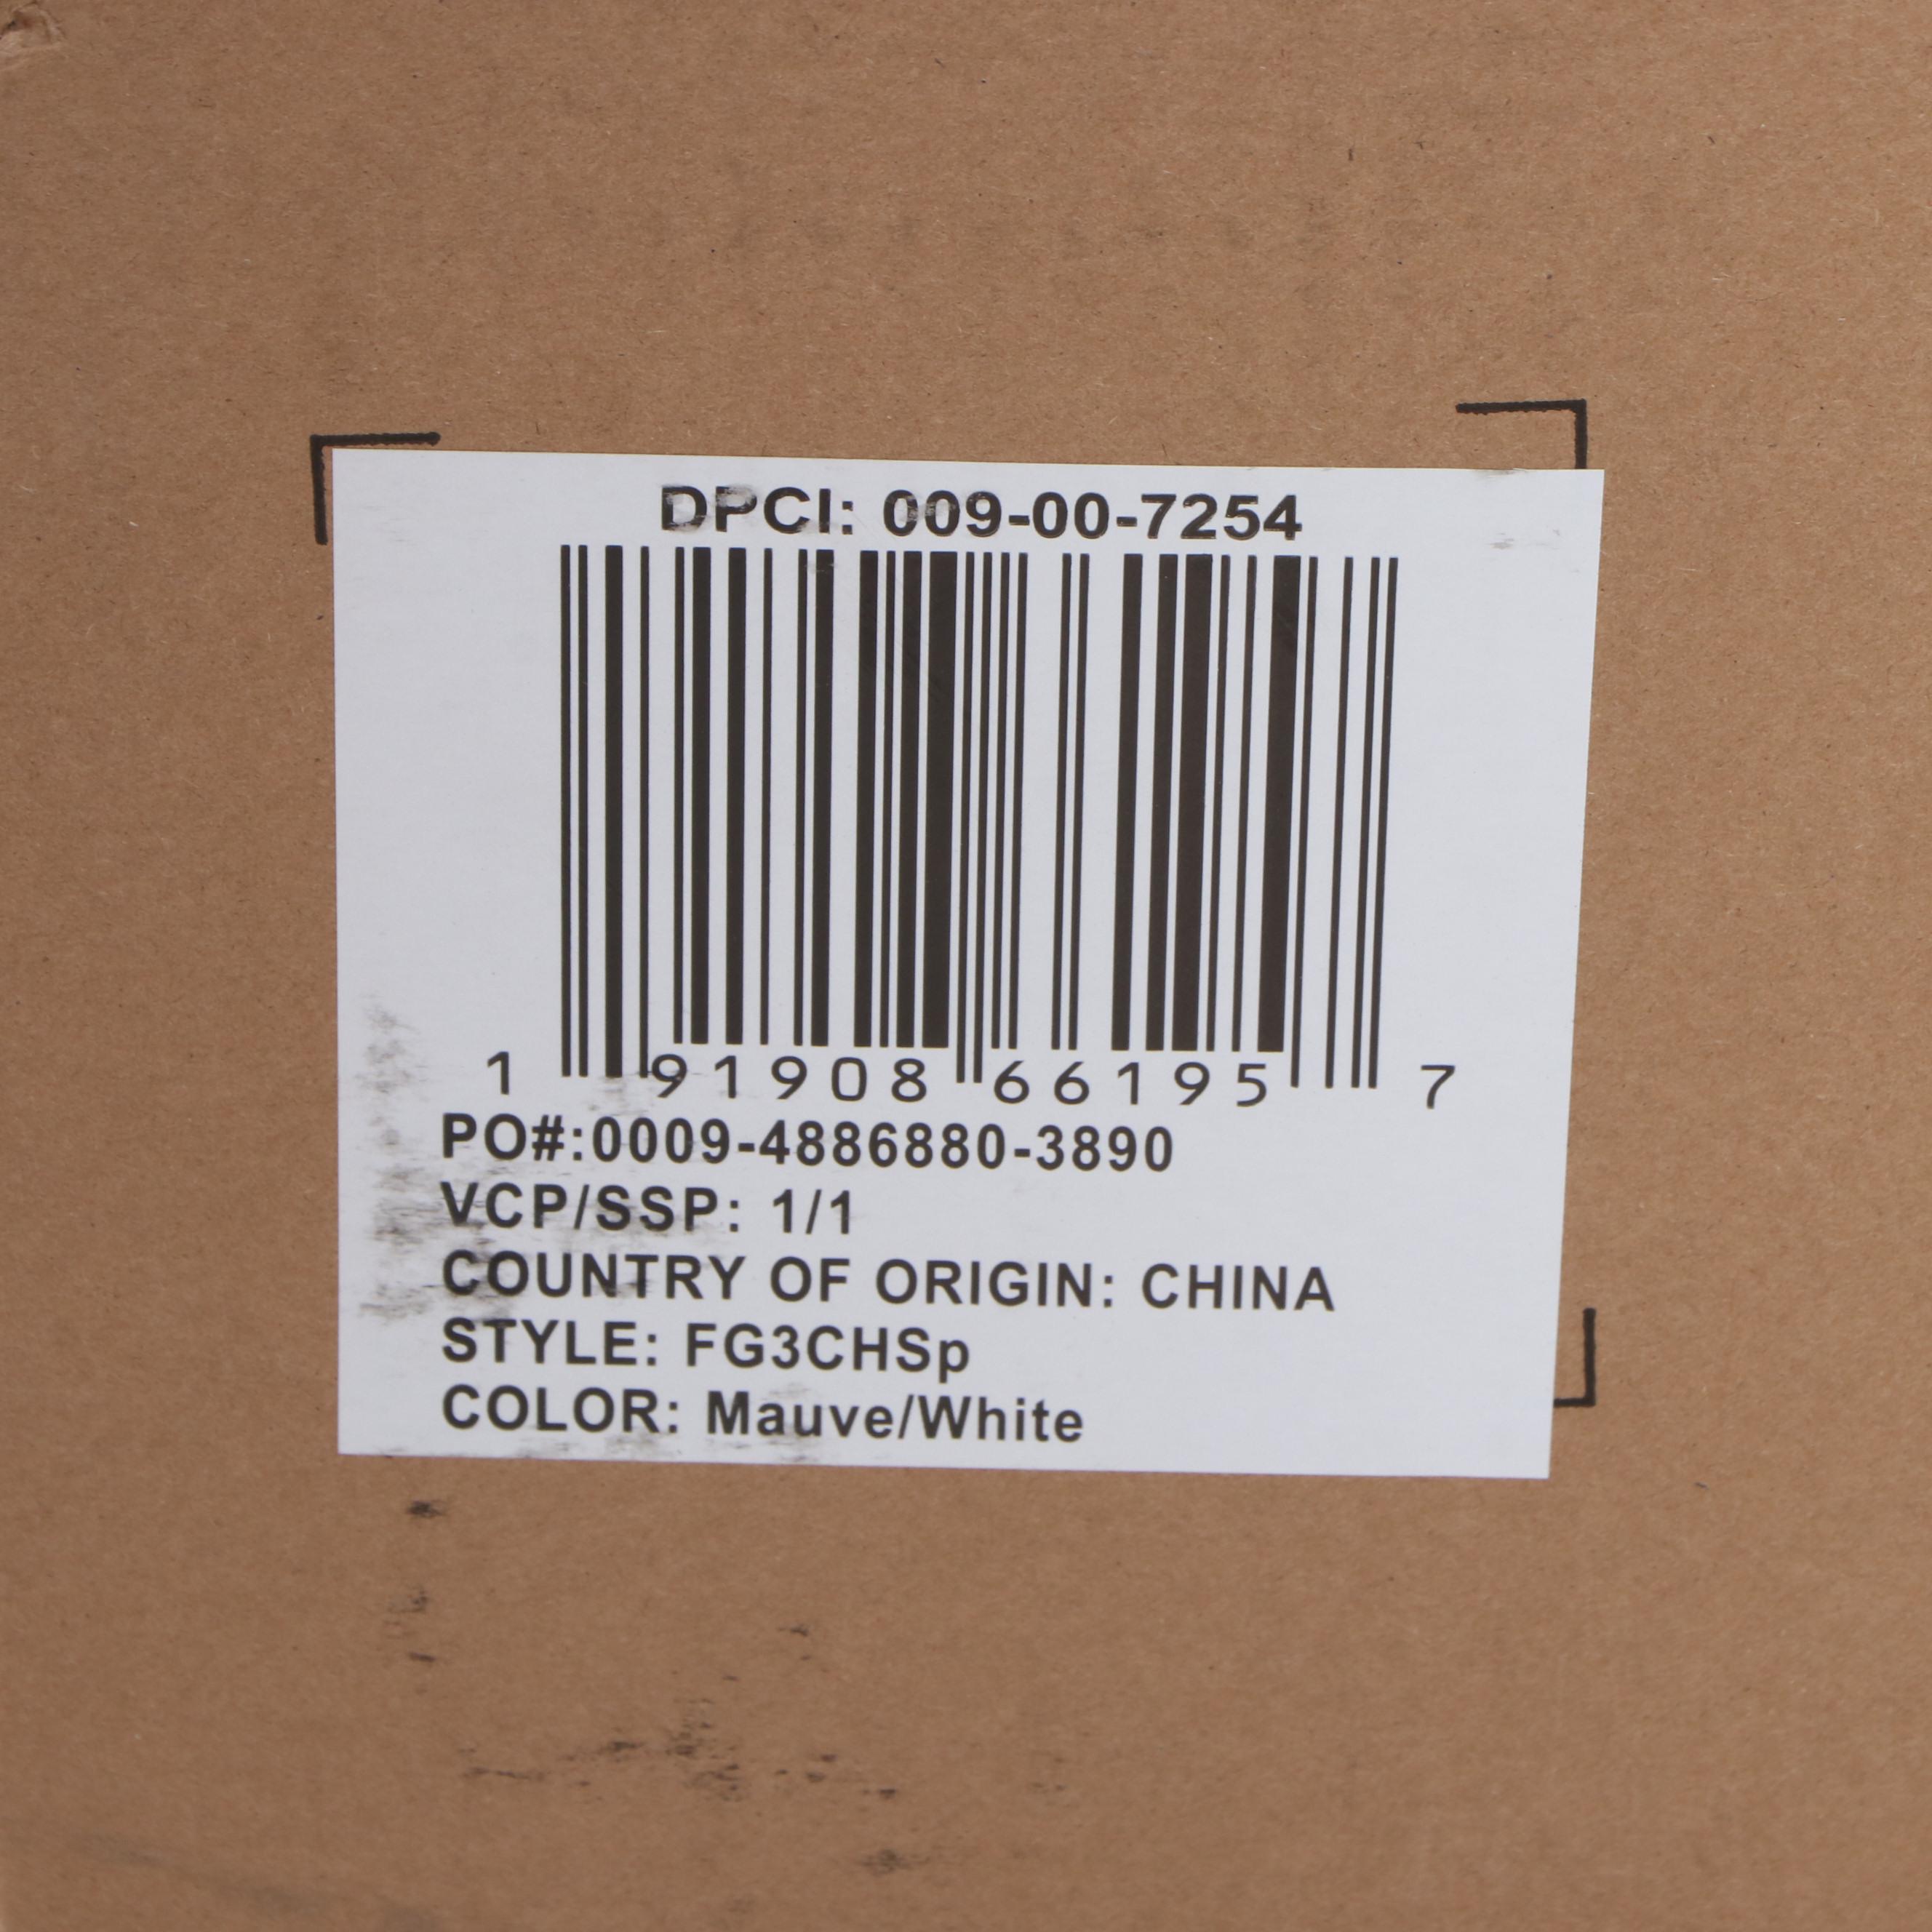 DPCI: 009-00-7254
1 91908 66195 7
PO#:0009-4886880-3890
VCP/SSP: 1/1
COUNTRY OF ORIGIN: CHINA
STYLE: FG3CHSp
COLOR: Mauve/White